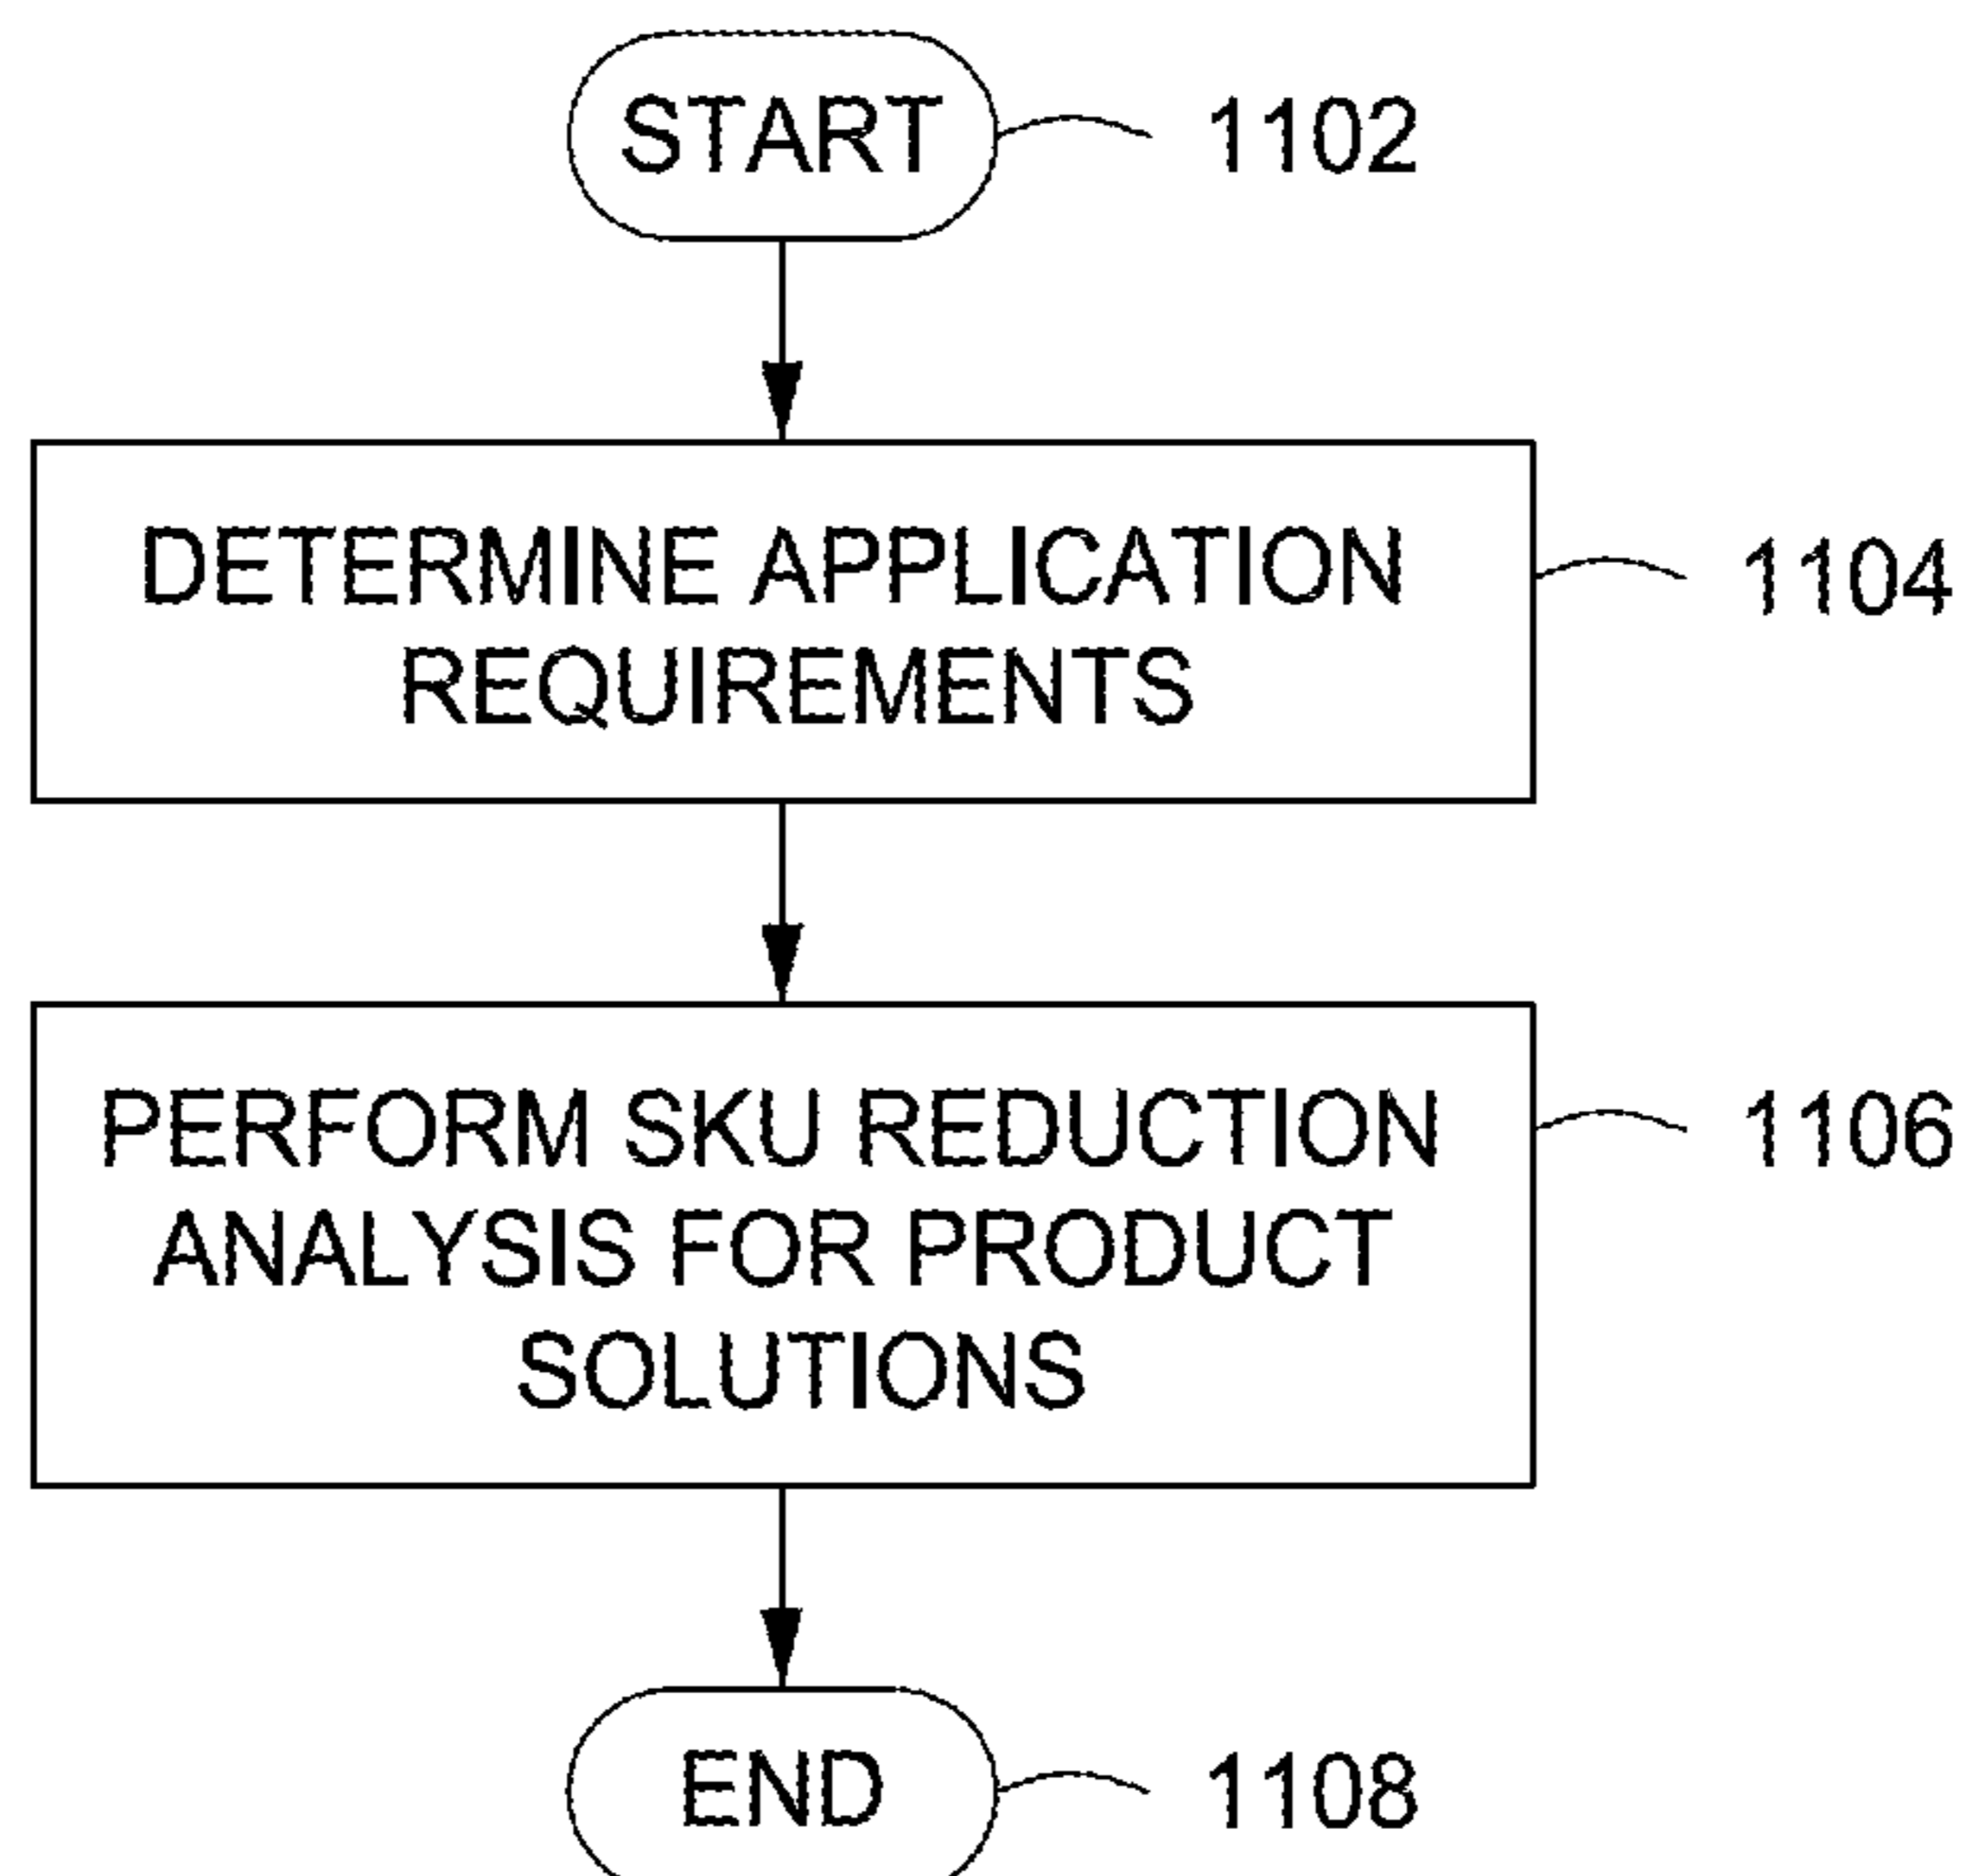 START 1102
DETERMINE APPLICATION 1104
REQUIREMENTS
PERFORM SKU REDUCTION 1106
ANALYSIS FOR PRODUCT
SOLUTIONS
END 1108